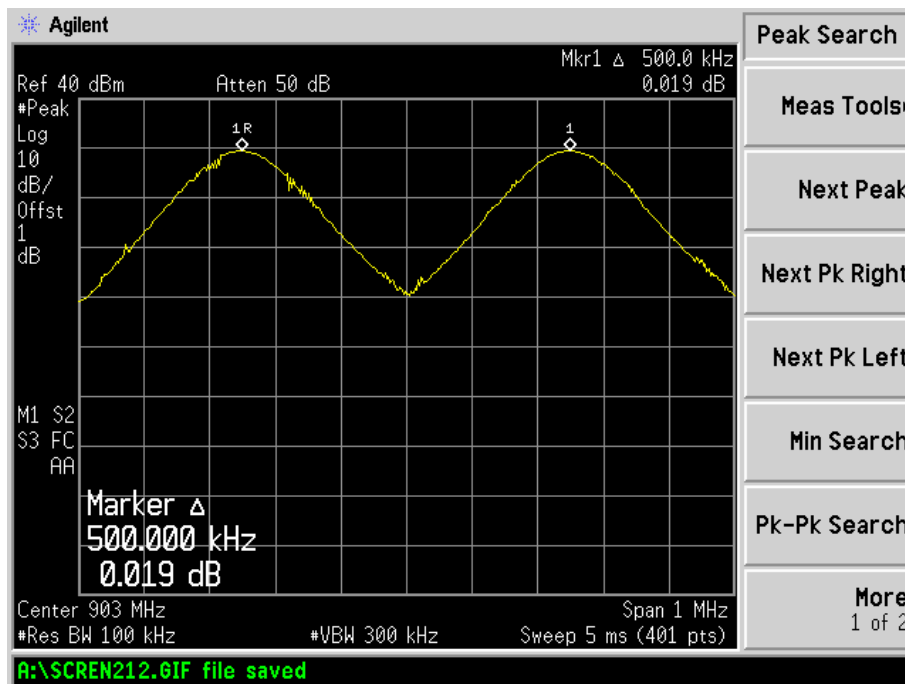 Agilent
Peak Search
Mkr1 Δ 500.0 kHz
Ref 40 dBm Atten 50 dB 0.019 dB
#Peak
Log
10
dB/
Offst
1
dB
1R
1
Meas Tools
Next Peak
Next Pk Right
Next Pk Left
M1 S2
S3 FC
AA
Min Search
Marker Δ
500.000 kHz
0.019 dB
Pk-Pk Search
Center 903 MHz Span 1 MHz
#Res BW 100 kHz #VBW 300 kHz Sweep 5 ms (401 pts)
More
1 of 2
A:\SCREN212.GIF file saved